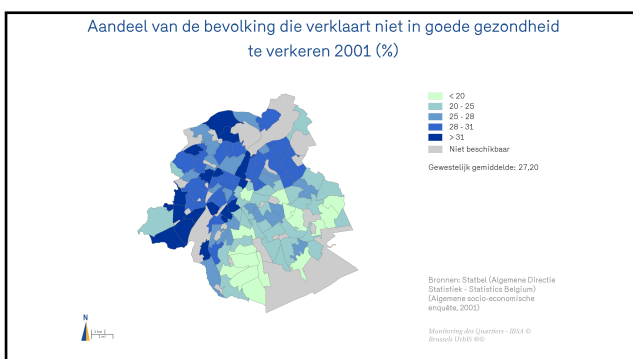 Aandeel van de bevolking die verklaart niet in goede gezondheid
te verkeren 2001 (%)
< 20
20 - 25
25 - 28
28 - 31
> 31
Niet beschikbaar
Gewestelijk gemiddelde: 27,20
Bronnen: Statbel (Algemene Directie
Statistiek - Statistics Belgium)
(Algemene socio-economische
enquête, 2001)
Monitoring des Quartiers - IBSA ©
Brussels UrbIS ®©
N